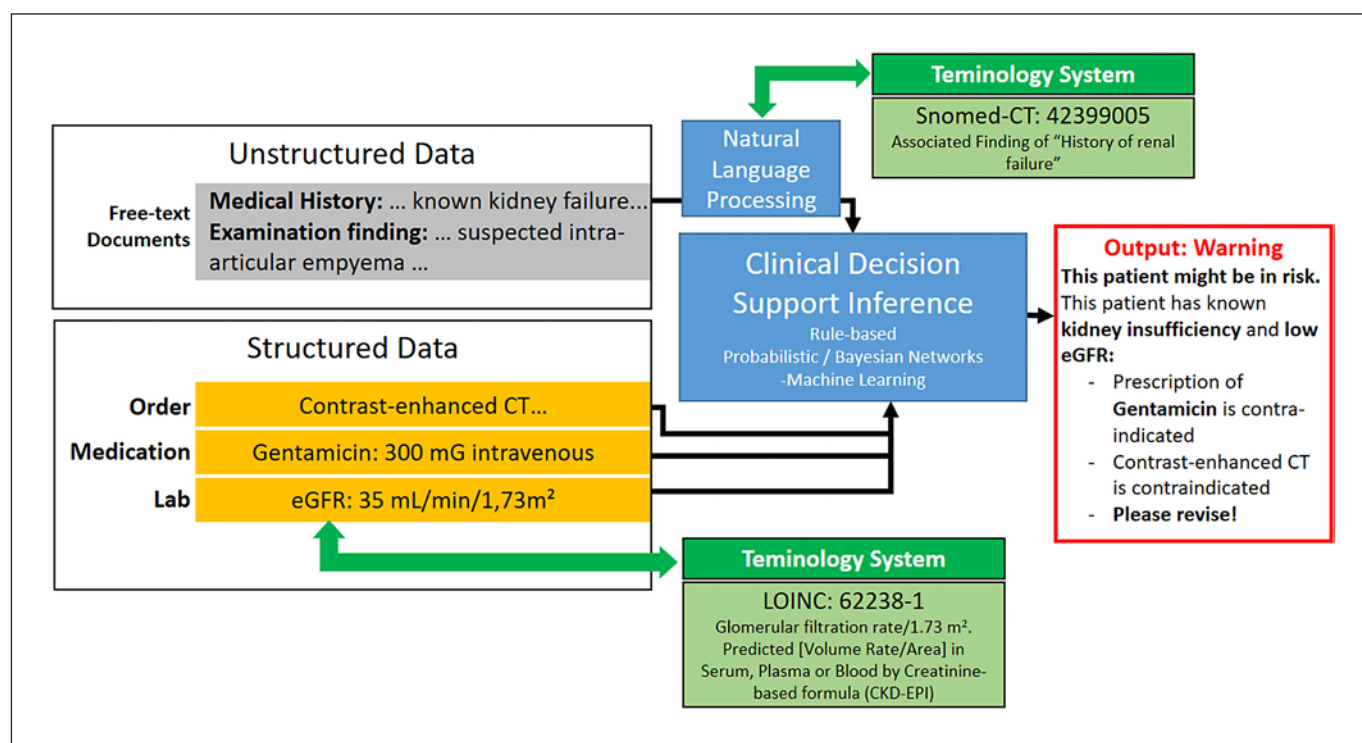 Teminology System
Snomed-CT: 42399005
Associated Finding of “History of renal
failure”
Natural
Language
Processing
Unstructured Data
Free-text
Documents
Medical History: ... known kidney failure...
Examination finding: ... suspected intra-
articular empyema ...
Clinical Decision
Support Inference
Rule-based
Probabilistic / Bayesian Networks
-Machine Learning
Output: Warning
This patient might be in risk.
This patient has known
kidney insufficiency and low
eGFR:
- Prescription of
Gentamicin is contra-
indicated
- Contrast-enhanced CT
is contraindicated
- Please revise!
Structured Data
Order
Contrast-enhanced CT...
Medication
Gentamicin: 300 mG intravenous
Lab
eGFR: 35 mL/min/1,73m²
Teminology System
LOINC: 62238-1
Glomerular filtration rate/1.73 m².
Predicted [Volume Rate/Area] in
Serum, Plasma or Blood by Creatinine-
based formula (CKD-EPI)